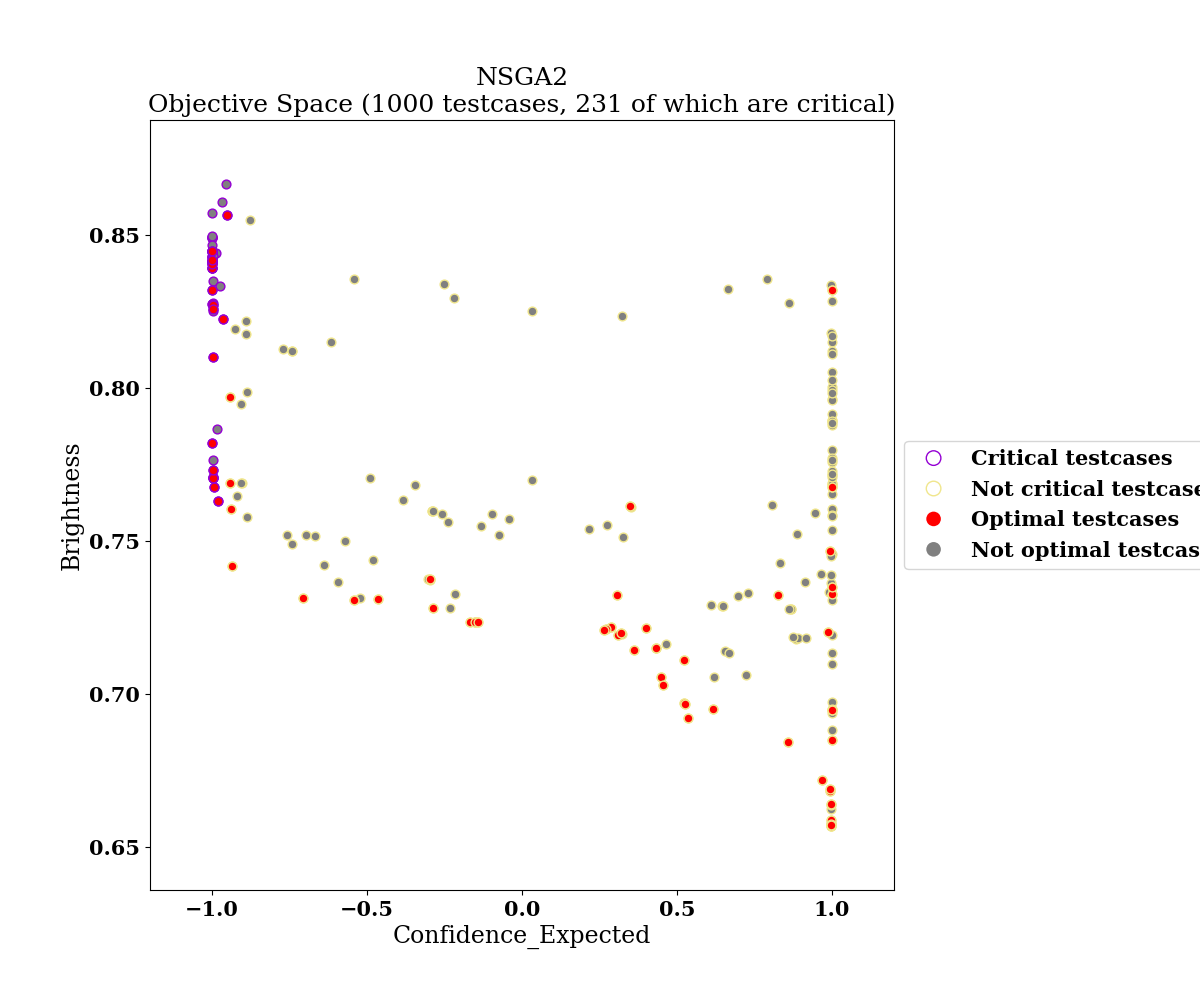 NSGA2
Objective Space (1000 testcases, 231 of which are critical)
0.85
0.80
0.75
0.70
0.65
Brightness
−1.0
−0.5
0.0
0.5
1.0
Confidence_Expected
Critical testcases
Not critical testcase
Optimal testcases
Not optimal testcas